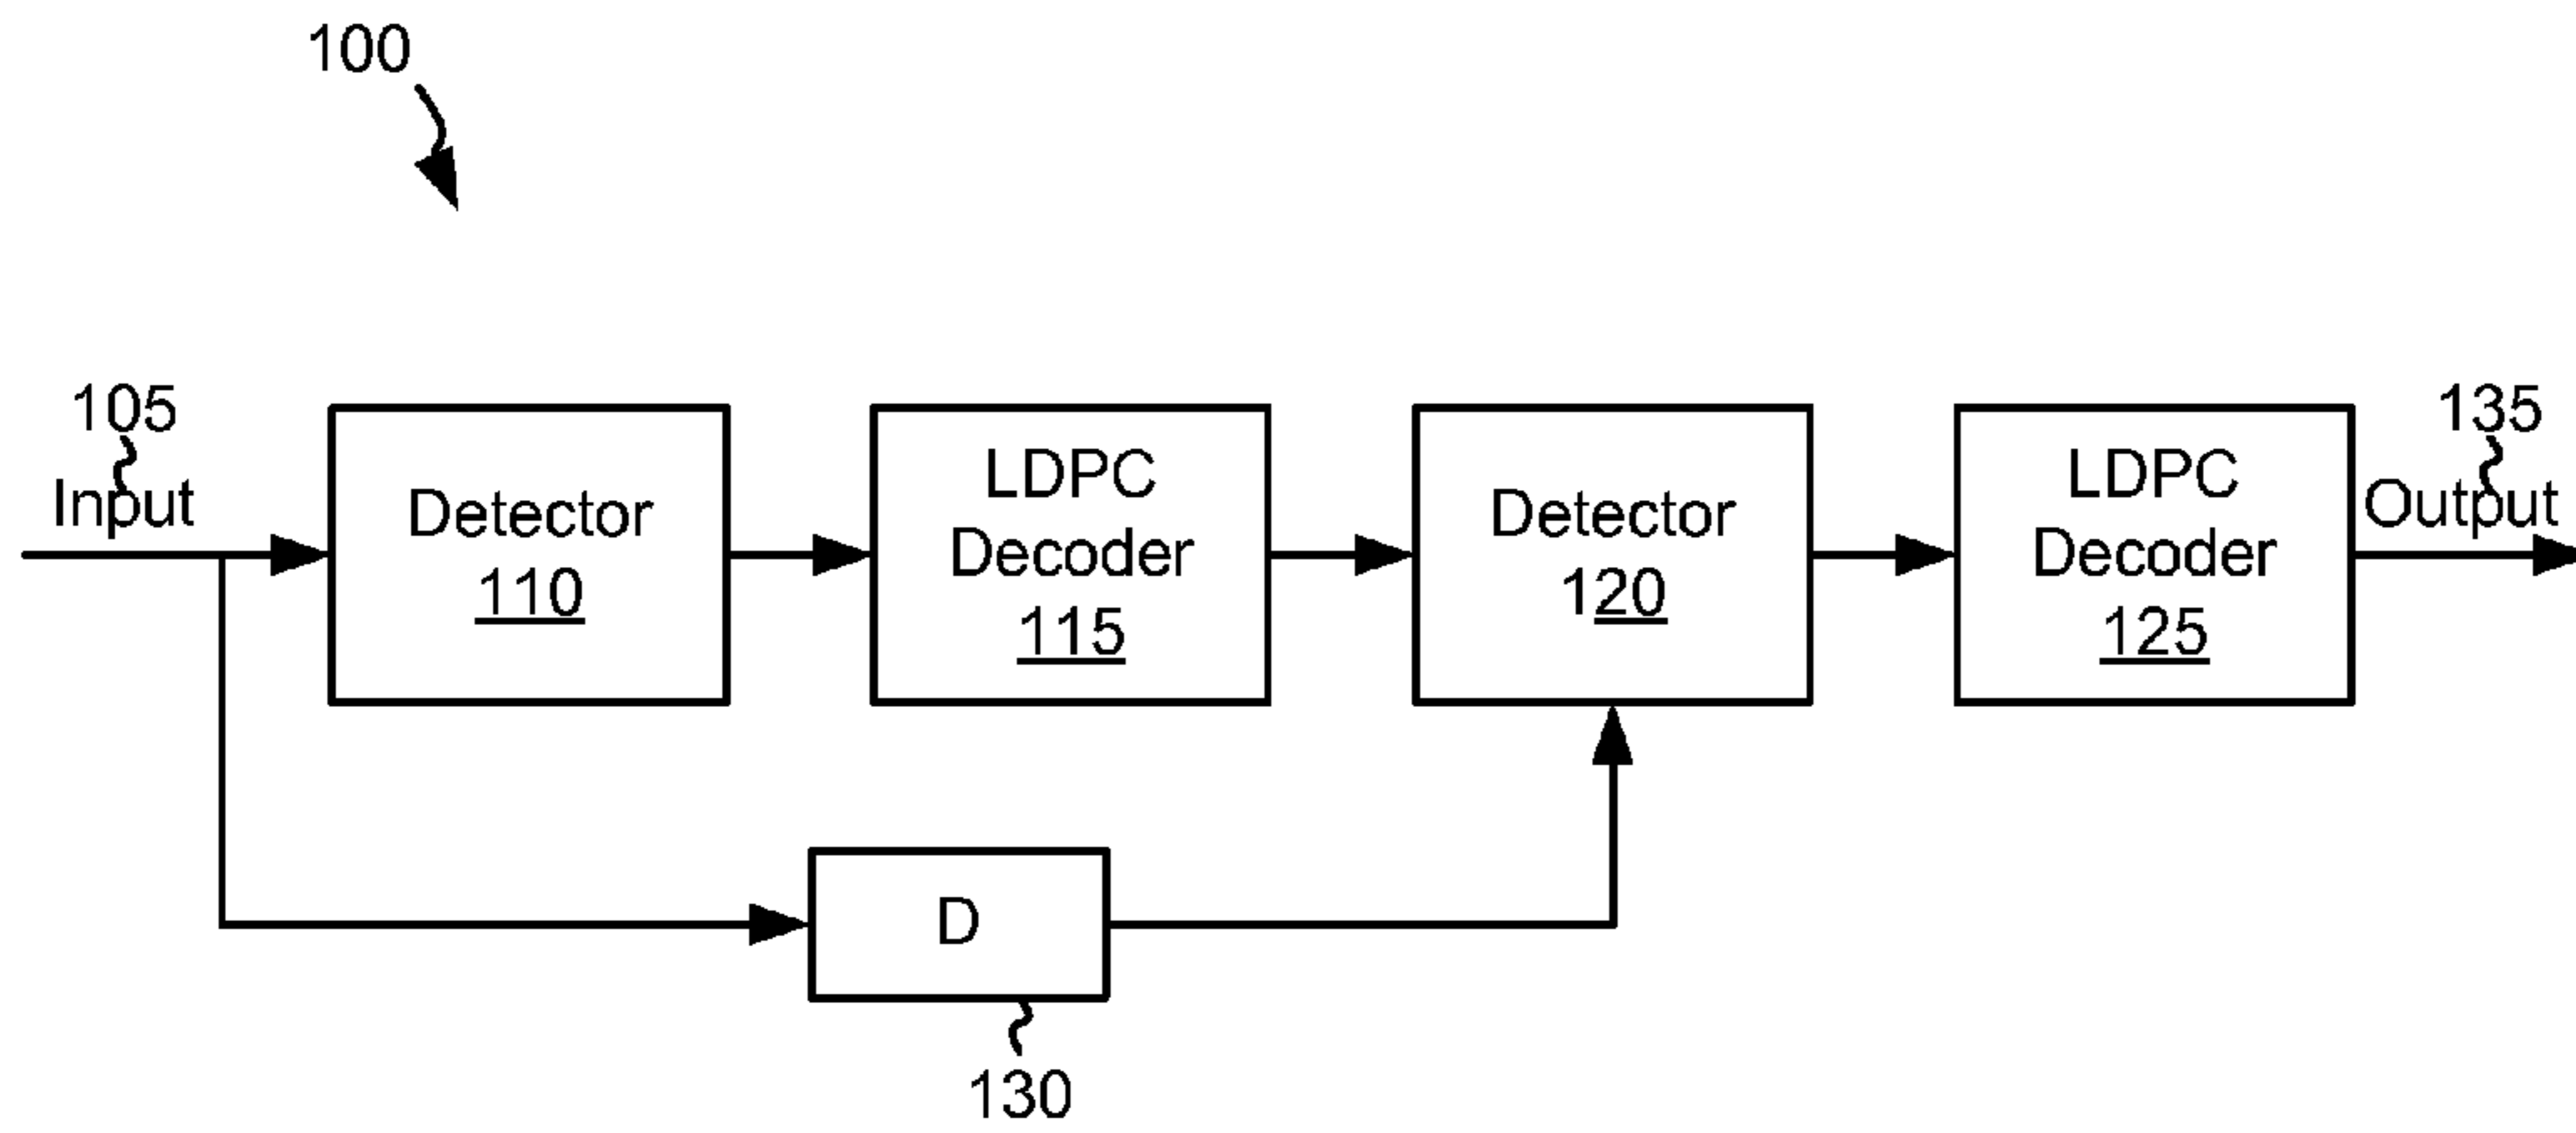 100
105
Input
Detector
110
LDPC
Decoder
115
Detector
120
LDPC
Decoder
125
135
Output
D
130